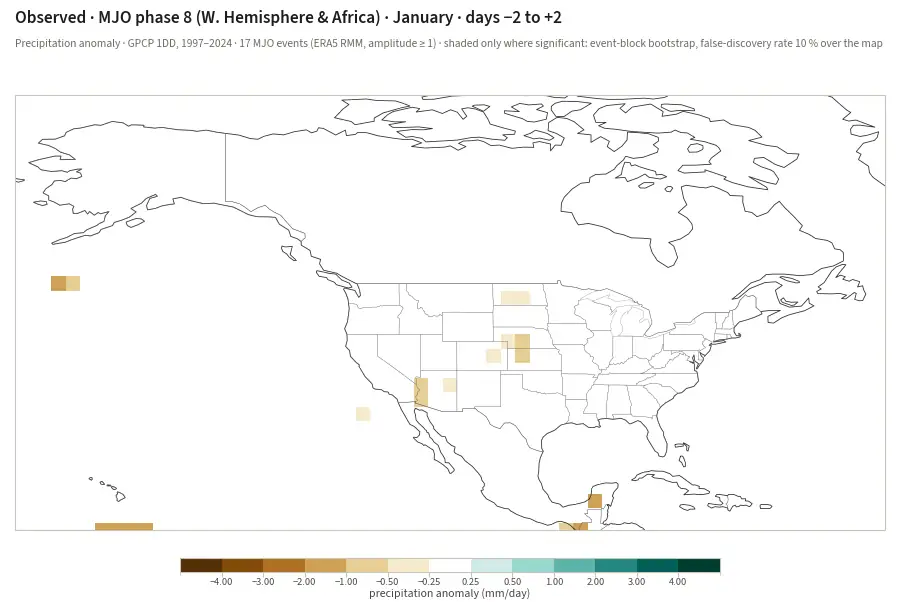 Observed · MJO phase 8 (W. Hemisphere & Africa) · January · days −2 to +2
Precipitation anomaly · GPCP 1DD, 1997–2024 · 17 MJO events (ERA5 RMM, amplitude ≥ 1) · shaded only where significant: event-block bootstrap, false-discovery rate 10 % over the map
−4.00 −3.00 −2.00 −1.00 −0.50 −0.25 0.25 0.50 1.00 2.00 3.00 4.00
precipitation anomaly (mm/day)